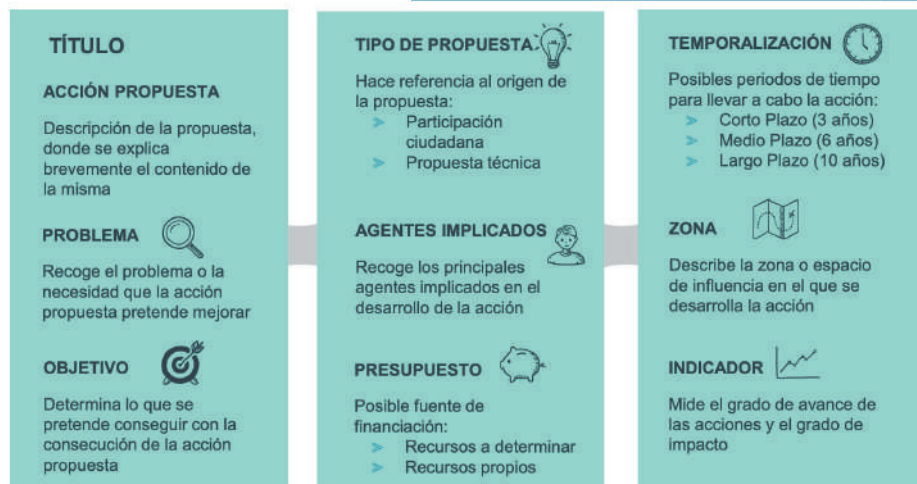 TÍTULO
ACCIÓN PROPUESTA
Descripción de la propuesta,
donde se explica
brevemente el contenido de
la misma
PROBLEMA
Recoge el problema o la
necesidad que la acción
propuesta pretende mejorar
OBJETIVO
Determina lo que se
pretende conseguir con la
consecución de la acción
propuesta
TIPO DE PROPUESTA:
Hace referencia al origen de
la propuesta:
Participación
ciudadana
Propuesta técnica
AGENTES IMPLICADOS
Recoge los principales
agentes implicados en el
desarrollo de la acción
PRESUPUESTO
Posible fuente de
financiación:
Recursos a determinar
Recursos propios
TEMPORALIZACIÓN
Posibles periodos de tiempo
para llevar a cabo la acción:
Corto Plazo (3 años)
Medio Plazo (6 años)
Largo Plazo (10 años)
ZONA
Describe la zona o espacio
de influencia en el que se
desarrolla la acción
INDICADOR
Mide el grado de avance de
las acciones y el grado de
impacto